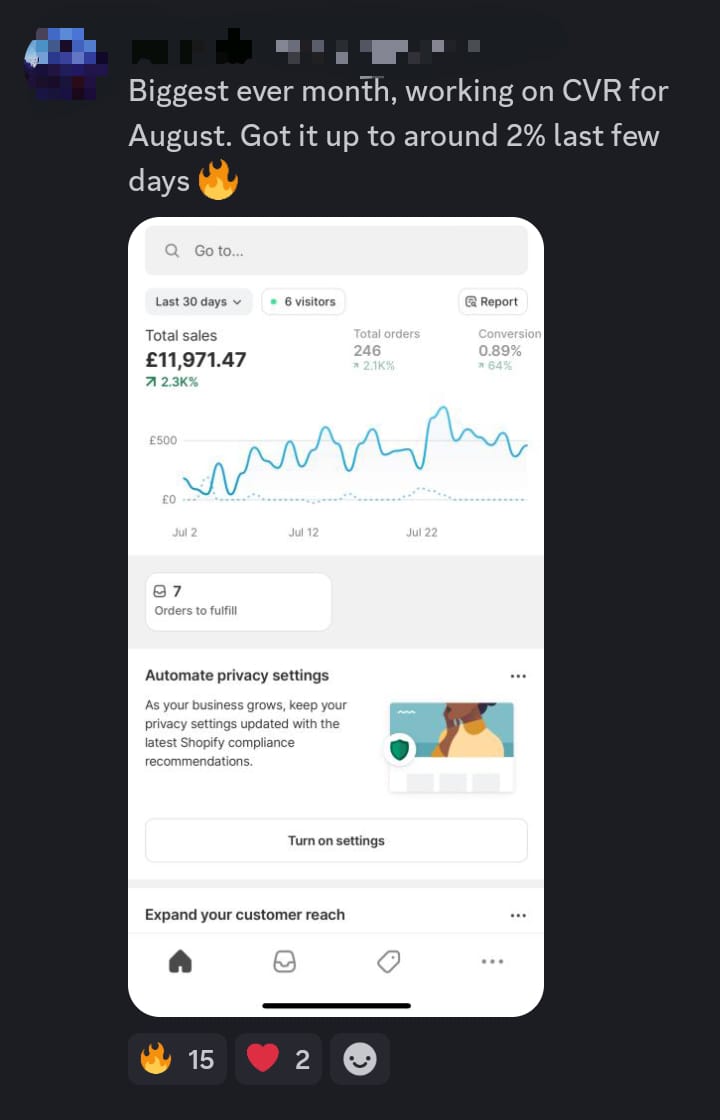 Biggest ever month, working on CVR for
August. Got it up to around 2% last few
days 🔥
Go to...
Last 30 days
6 visitors
Report
Total sales
Total orders
Conversion
£11,971.47
246
0.89%
2.3K%
2.1K%
64%
£500
£0
Jul 2
Jul 12
Jul 22
7
Orders to fulfill
Automate privacy settings
As your business grows, keep your
privacy settings updated with the
latest Shopify compliance
recommendations.
Turn on settings
Expand your customer reach
🔥 15 ❤️ 2